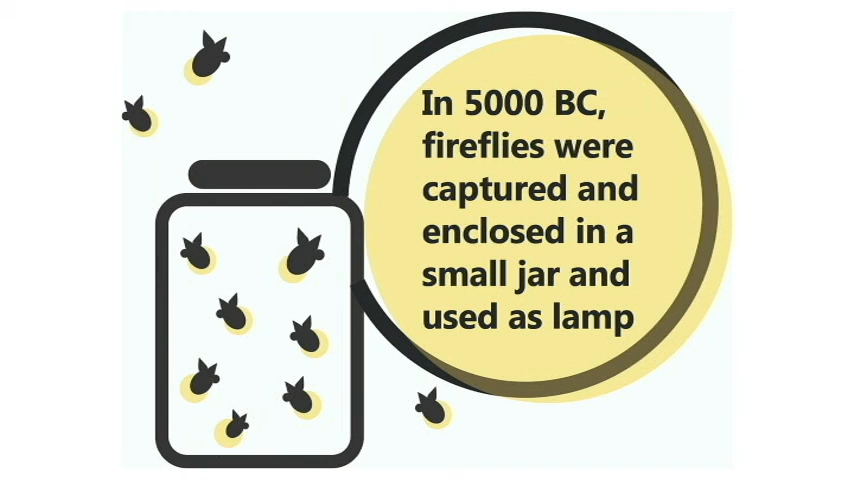 In 5000 BC,
fireflies were
captured and
enclosed in a
small jar and
used as lamp